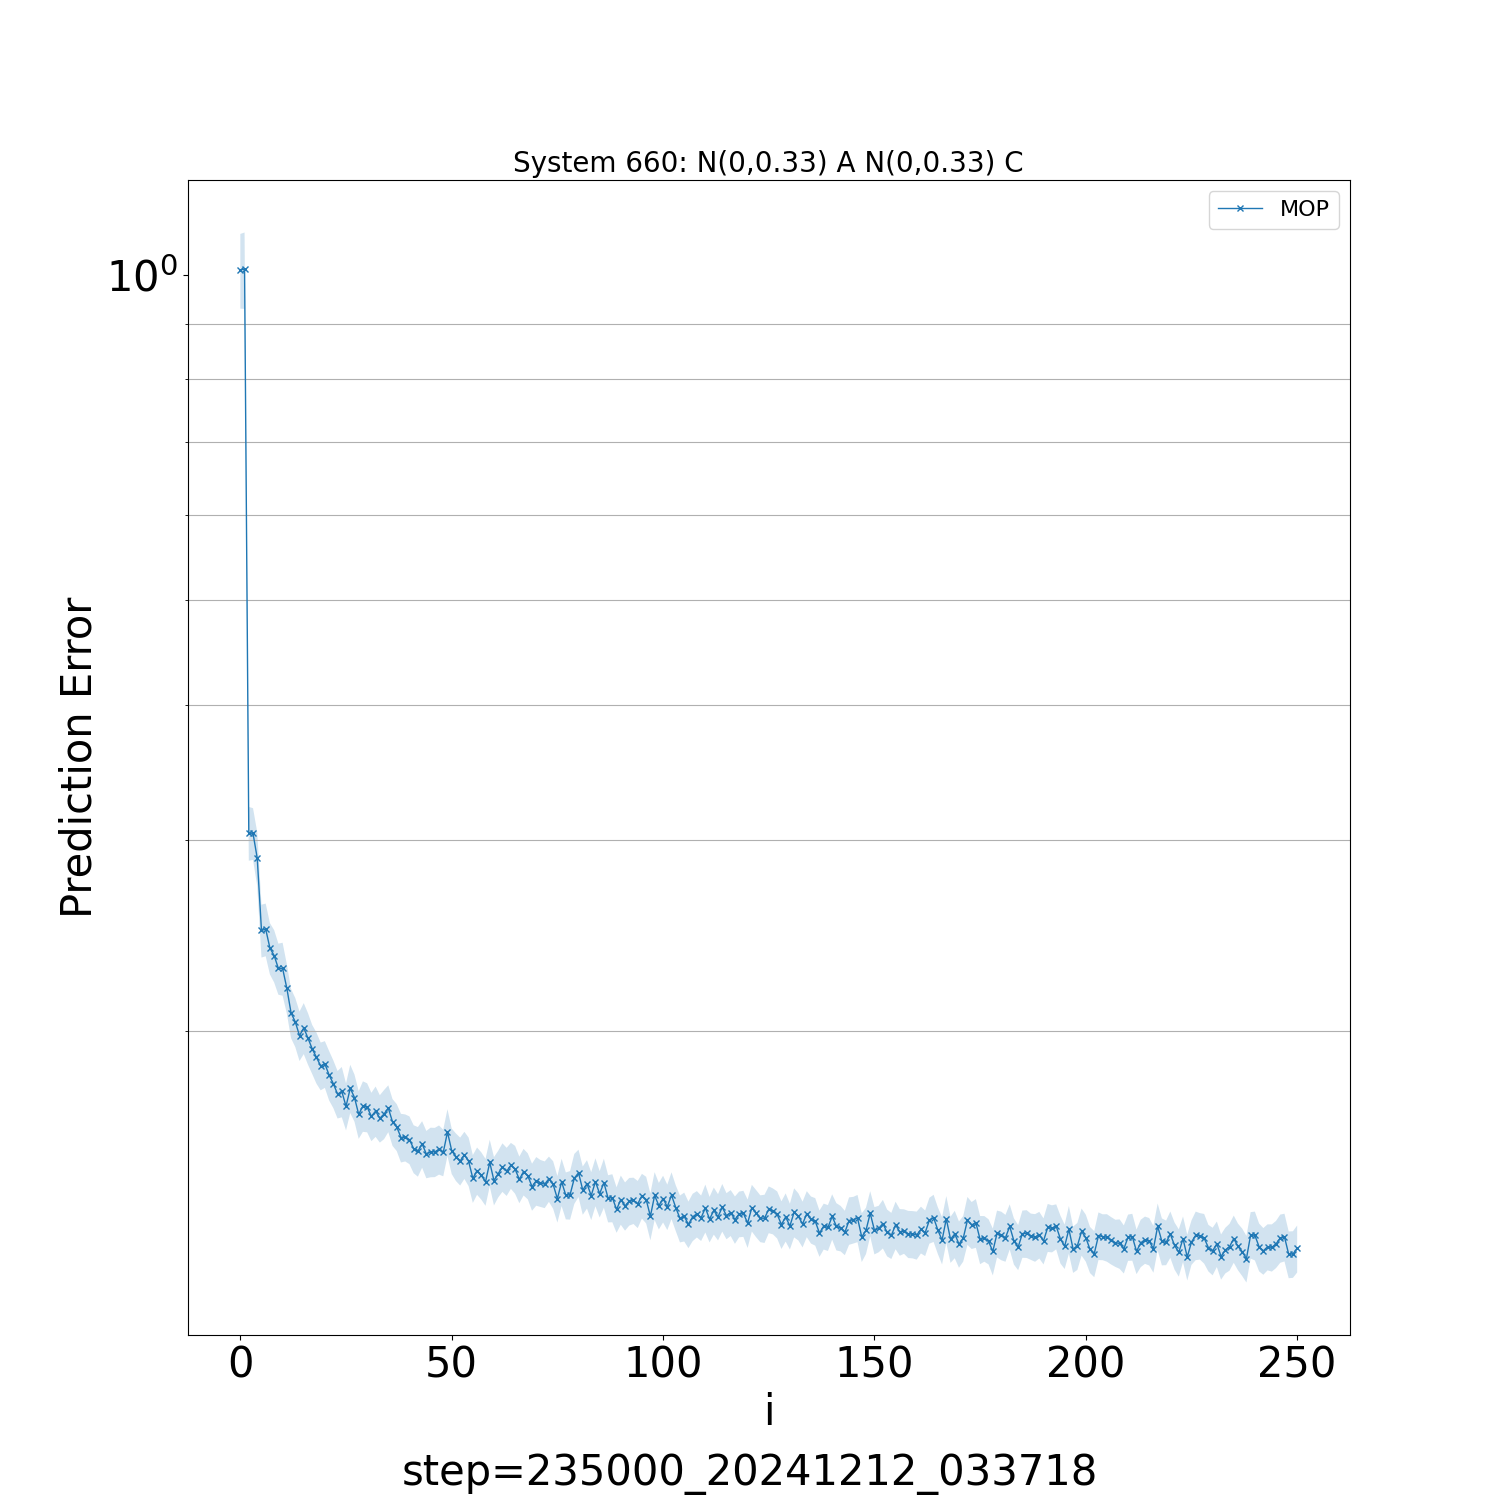 System 660: N(0,0.33) A N(0,0.33) C
MOP
10⁰
Prediction Error
0 50 100 150 200 250
i
step=235000_20241212_033718